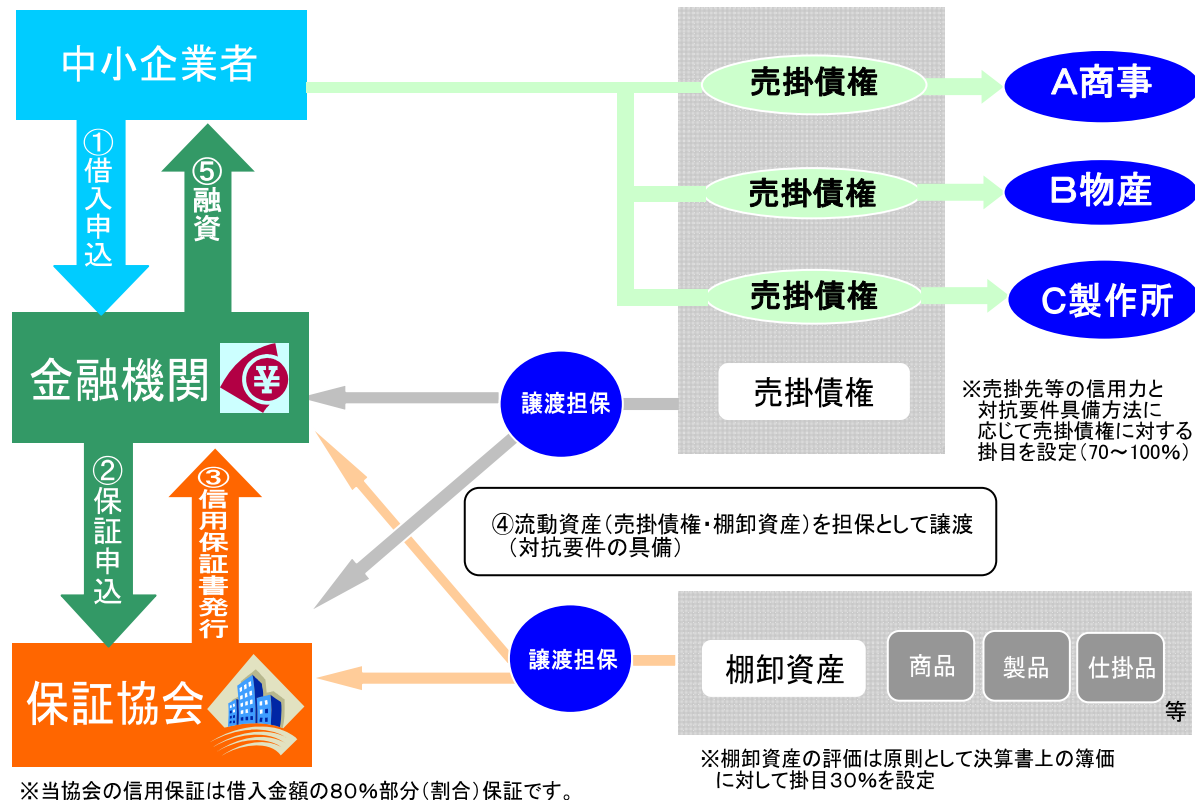 中小企業者
①借入申込
⑤融資
金融機関
¥
②保証申込
③信用保証書発行
保証協会
売掛債権
A商事
売掛債権
B物産
売掛債権
C製作所
売掛債権
※売掛先等の信用力と
対抗要件具備方法に
応じて売掛債権に対する
掛目を設定(70~100%)
譲渡担保
④流動資産(売掛債権・棚卸資産)を担保として譲渡
(対抗要件の具備)
譲渡担保
棚卸資産
商品
製品
仕掛品
等
※棚卸資産の評価は原則として決算書上の簿価
に対して掛目30%を設定
※当協会の信用保証は借入金額の80%部分(割合)保証です。